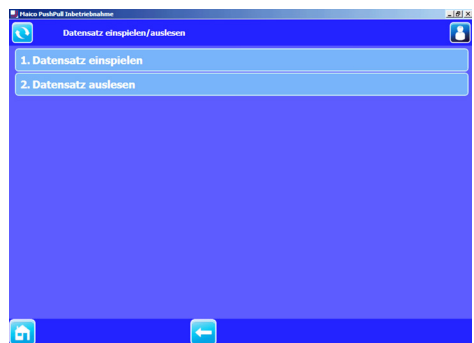 Maico PushPull Inbetriebnahme
Datensatz einspielen/auslesen
1. Datensatz einspielen
2. Datensatz auslesen